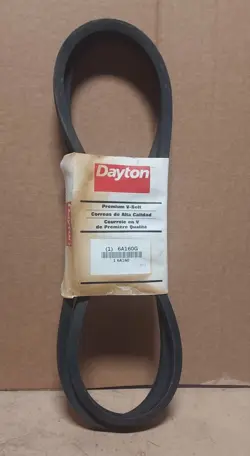 Dayton
Premium V-Belt
Correas de Alta Calidad
Courroie en V
de Première Qualité
(1) 6A160G